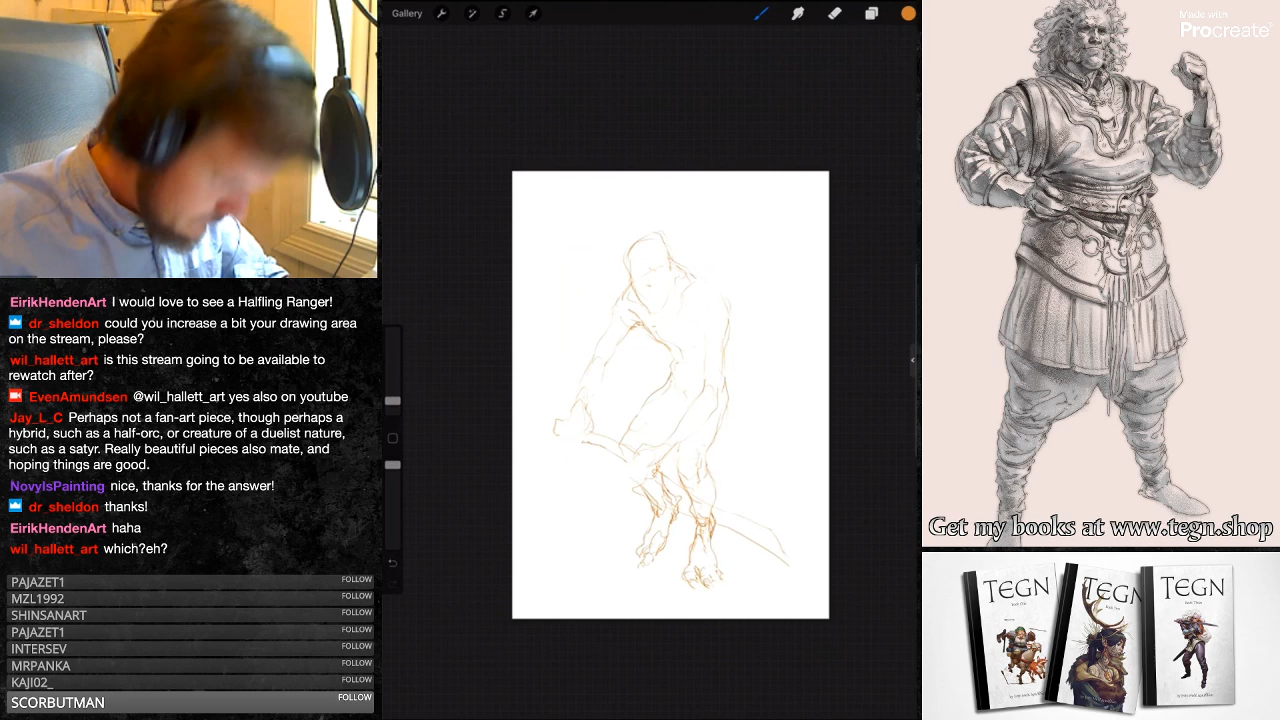 Gallery
Made with
Procreate
EirikHendenArt I would love to see a Halfling Ranger!
dr_sheldon could you increase a bit your drawing area
on the stream, please?
wil_hallett_art is this stream going to be available to
rewatch after?
EvenAmundsen @wil_hallett_art yes also on youtube
Jay_L_C Perhaps not a fan-art piece, though perhaps a
hybrid, such as a half-orc, or creature of a duelist nature,
such as a satyr. Really beautiful pieces also mate, and
hoping things are good.
NovyIsPainting nice, thanks for the answer!
dr_sheldon thanks!
EirikHendenArt haha
wil_hallett_art which?eh?
PAJAZET1 FOLLOW
MZL1992 FOLLOW
SHINSANART FOLLOW
PAJAZET1 FOLLOW
INTERSEV FOLLOW
MRPANKA FOLLOW
KAJI02_ FOLLOW
SCORBUTMAN FOLLOW
Get my books at www.tegn.shop
TEGN
TEGN
TEGN